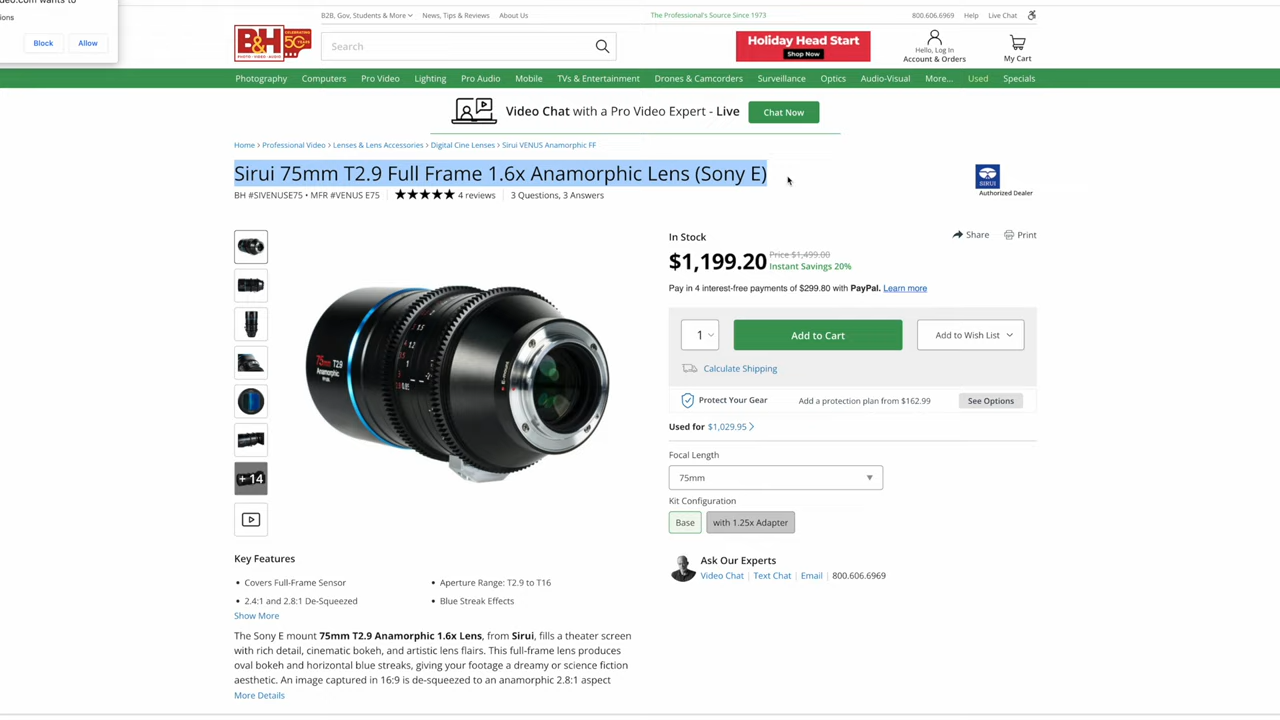 ions
Block
Allow
B2B, Gov, Students & More
News, Tips & Reviews
About Us
The Professional's Source Since 1973
800.606.6969
Help
Live Chat
B&H
PHOTO · VIDEO · AUDIO
Search
Holiday Head Start
Shop Now
Hello, Log In
Account & Orders
My Cart
Photography
Computers
Pro Video
Lighting
Pro Audio
Mobile
TVs & Entertainment
Drones & Camcorders
Surveillance
Optics
Audio-Visual
More...
Used
Specials
Video Chat with a Pro Video Expert - Live
Chat Now
Home > Professional Video > Lenses & Lens Accessories > Digital Cine Lenses > Sirui VENUS Anamorphic FF
Sirui 75mm T2.9 Full Frame 1.6x Anamorphic Lens (Sony E)
BH #SIVENUSE75 • MFR #VENUS E75
4 reviews
3 Questions, 3 Answers
SIRUI
Authorized Dealer
In Stock
Share
Print
$1,199.20
Price $1,499.00
Instant Savings 20%
Pay in 4 interest-free payments of $299.80 with PayPal. Learn more
1
Add to Cart
Add to Wish List
Calculate Shipping
Protect Your Gear
Add a protection plan from $162.99
See Options
Used for $1,029.95 >
Focal Length
75mm
Kit Configuration
Base
with 1.25x Adapter
Ask Our Experts
Video Chat | Text Chat | Email | 800.606.6969
75mm T2.9
Anamorphic
+ 14
Key Features
• Covers Full-Frame Sensor
• Aperture Range: T2.9 to T16
• 2.4:1 and 2.8:1 De-Squeezed
• Blue Streak Effects
Show More
The Sony E mount 75mm T2.9 Anamorphic 1.6x Lens, from Sirui, fills a theater screen
with rich detail, cinematic bokeh, and artistic lens flairs. This full-frame lens produces
oval bokeh and horizontal blue streaks, giving your footage a dreamy or science fiction
aesthetic. An image captured in 16:9 is de-squeezed to an anamorphic 2.8:1 aspect
More Details